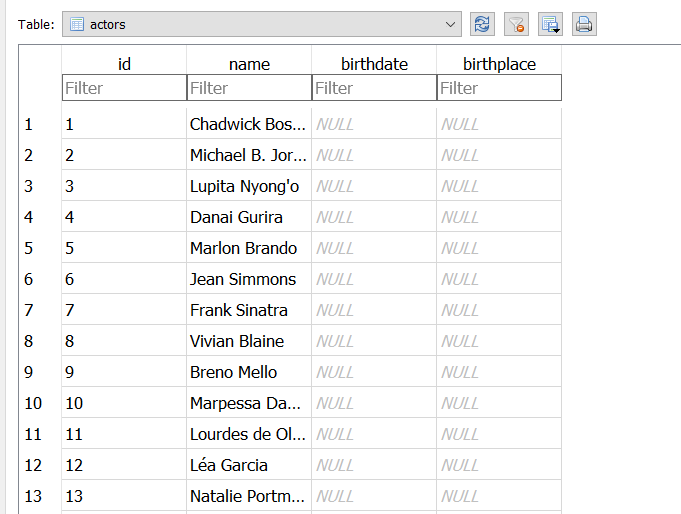 Table: actors
id name birthdate birthplace
Filter Filter Filter Filter
1 1 Chadwick Bos... NULL NULL
2 2 Michael B. Jor... NULL NULL
3 3 Lupita Nyong'o NULL NULL
4 4 Danai Gurira NULL NULL
5 5 Marlon Brando NULL NULL
6 6 Jean Simmons NULL NULL
7 7 Frank Sinatra NULL NULL
8 8 Vivian Blaine NULL NULL
9 9 Breno Mello NULL NULL
10 10 Marpessa Da... NULL NULL
11 11 Lourdes de Ol... NULL NULL
12 12 Léa Garcia NULL NULL
13 13 Natalie Portm... NULL NULL